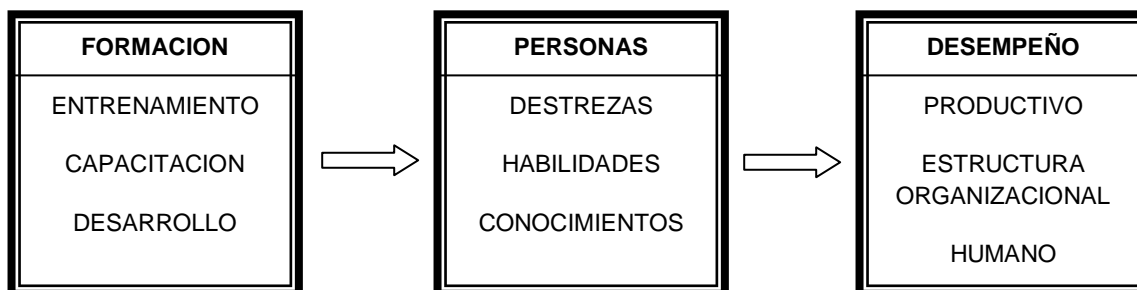 FORMACION
ENTRENAMIENTO
CAPACITACION
DESARROLLO
PERSONAS
DESTREZAS
HABILIDADES
CONOCIMIENTOS
DESEMPEÑO
PRODUCTIVO
ESTRUCTURA
ORGANIZACIONAL
HUMANO